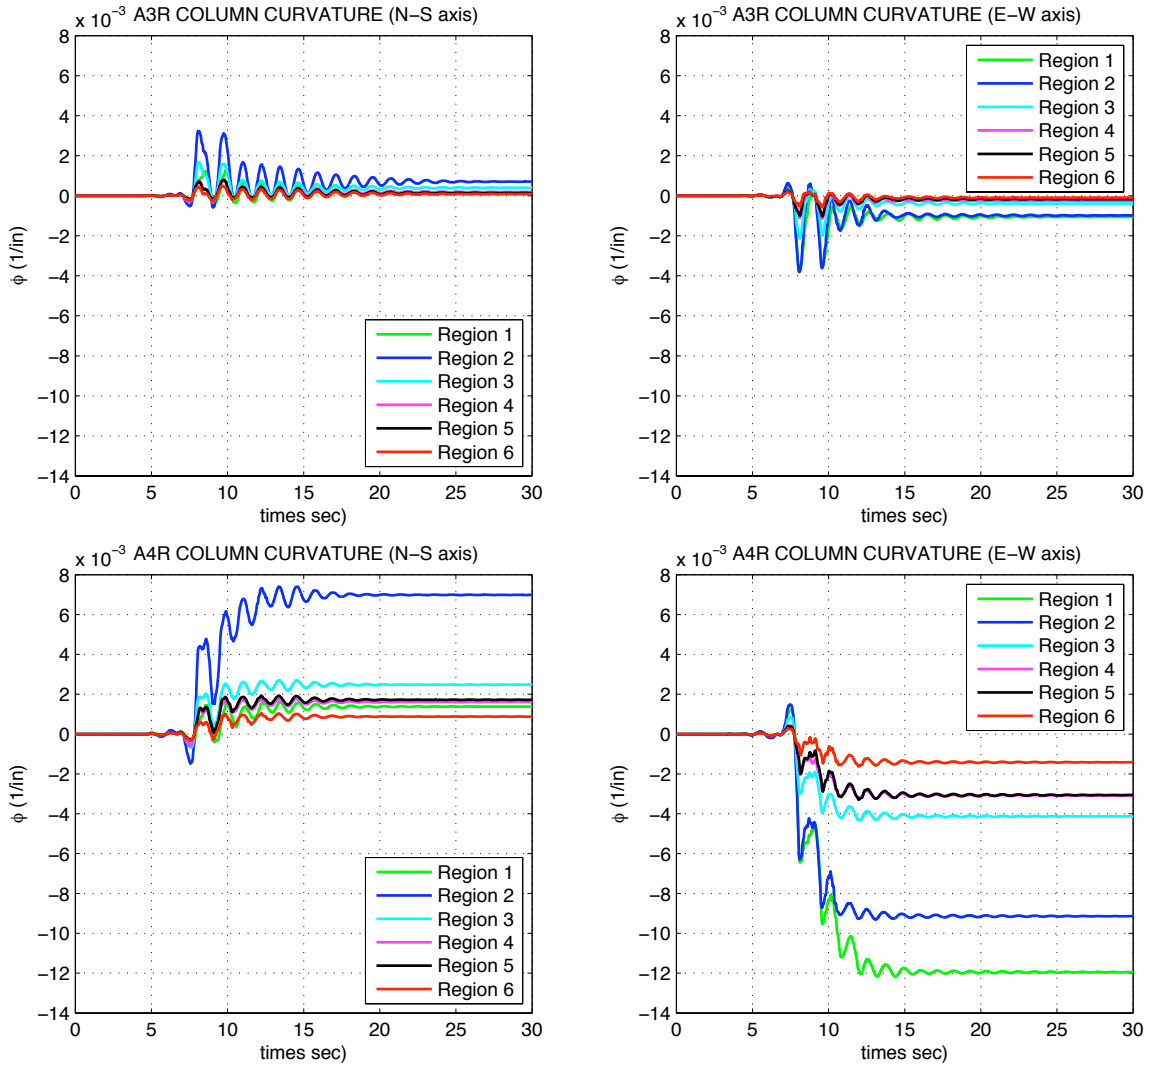 x 10⁻³ A3R COLUMN CURVATURE (N−S axis)
8
6
4
2
0
−2
−4
−6
−8
−10
−12
−14
ϕ (1/in)
Region 1
Region 2
Region 3
Region 4
Region 5
Region 6
0 5 10 15 20 25 30
times sec)
x 10⁻³ A3R COLUMN CURVATURE (E−W axis)
8
6
4
2
0
−2
−4
−6
−8
−10
−12
−14
ϕ (1/in)
Region 1
Region 2
Region 3
Region 4
Region 5
Region 6
0 5 10 15 20 25 30
times sec)
x 10⁻³ A4R COLUMN CURVATURE (N−S axis)
8
6
4
2
0
−2
−4
−6
−8
−10
−12
−14
ϕ (1/in)
Region 1
Region 2
Region 3
Region 4
Region 5
Region 6
0 5 10 15 20 25 30
times sec)
x 10⁻³ A4R COLUMN CURVATURE (E−W axis)
8
6
4
2
0
−2
−4
−6
−8
−10
−12
−14
ϕ (1/in)
Region 1
Region 2
Region 3
Region 4
Region 5
Region 6
0 5 10 15 20 25 30
times sec)